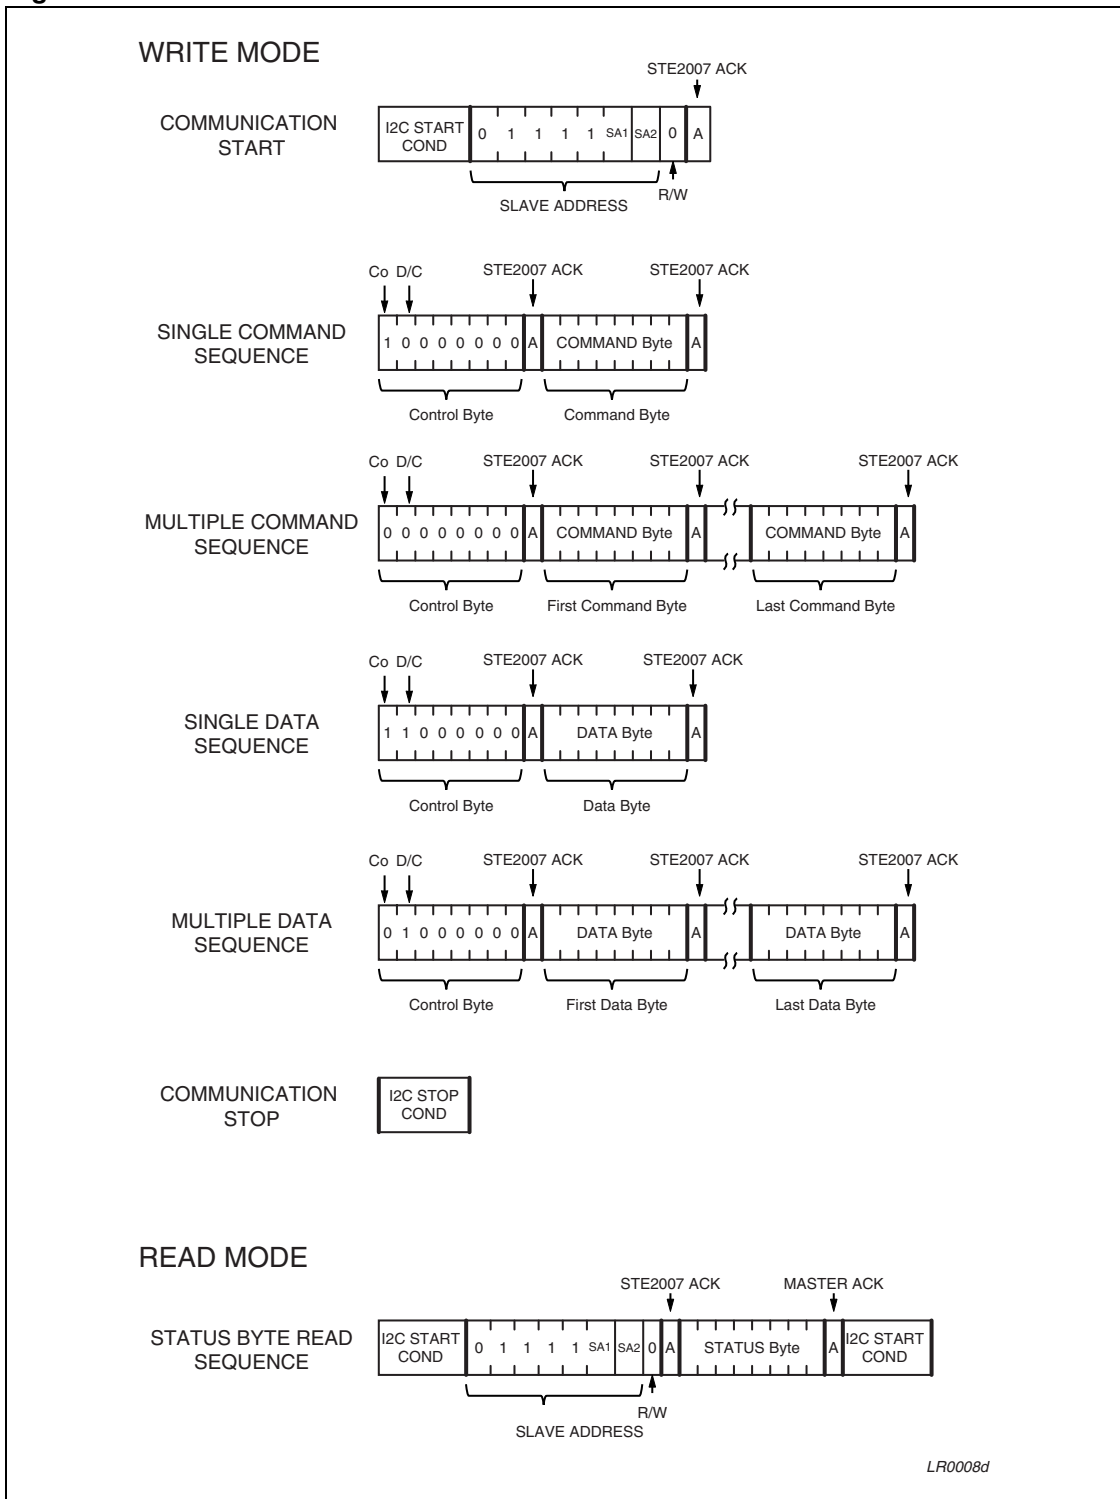 WRITE MODE
STE2007 ACK
COMMUNICATION
START
I2C START
COND
0 1 1 1 1 SA1 SA2 0 A
R/W
SLAVE ADDRESS
Co D/C STE2007 ACK STE2007 ACK
SINGLE COMMAND
SEQUENCE
1 0 0 0 0 0 0 0 A COMMAND Byte A
Control Byte Command Byte
Co D/C STE2007 ACK STE2007 ACK STE2007 ACK
MULTIPLE COMMAND
SEQUENCE
0 0 0 0 0 0 0 0 A COMMAND Byte A COMMAND Byte A
Control Byte First Command Byte Last Command Byte
Co D/C STE2007 ACK STE2007 ACK
SINGLE DATA
SEQUENCE
1 1 0 0 0 0 0 0 A DATA Byte A
Control Byte Data Byte
Co D/C STE2007 ACK STE2007 ACK STE2007 ACK
MULTIPLE DATA
SEQUENCE
0 1 0 0 0 0 0 0 A DATA Byte A DATA Byte A
Control Byte First Data Byte Last Data Byte
COMMUNICATION
STOP
I2C STOP
COND
READ MODE
STE2007 ACK MASTER ACK
STATUS BYTE READ
SEQUENCE
I2C START
COND
0 1 1 1 1 SA1 SA2 0 A STATUS Byte A
I2C START
COND
R/W
SLAVE ADDRESS
LR0008d